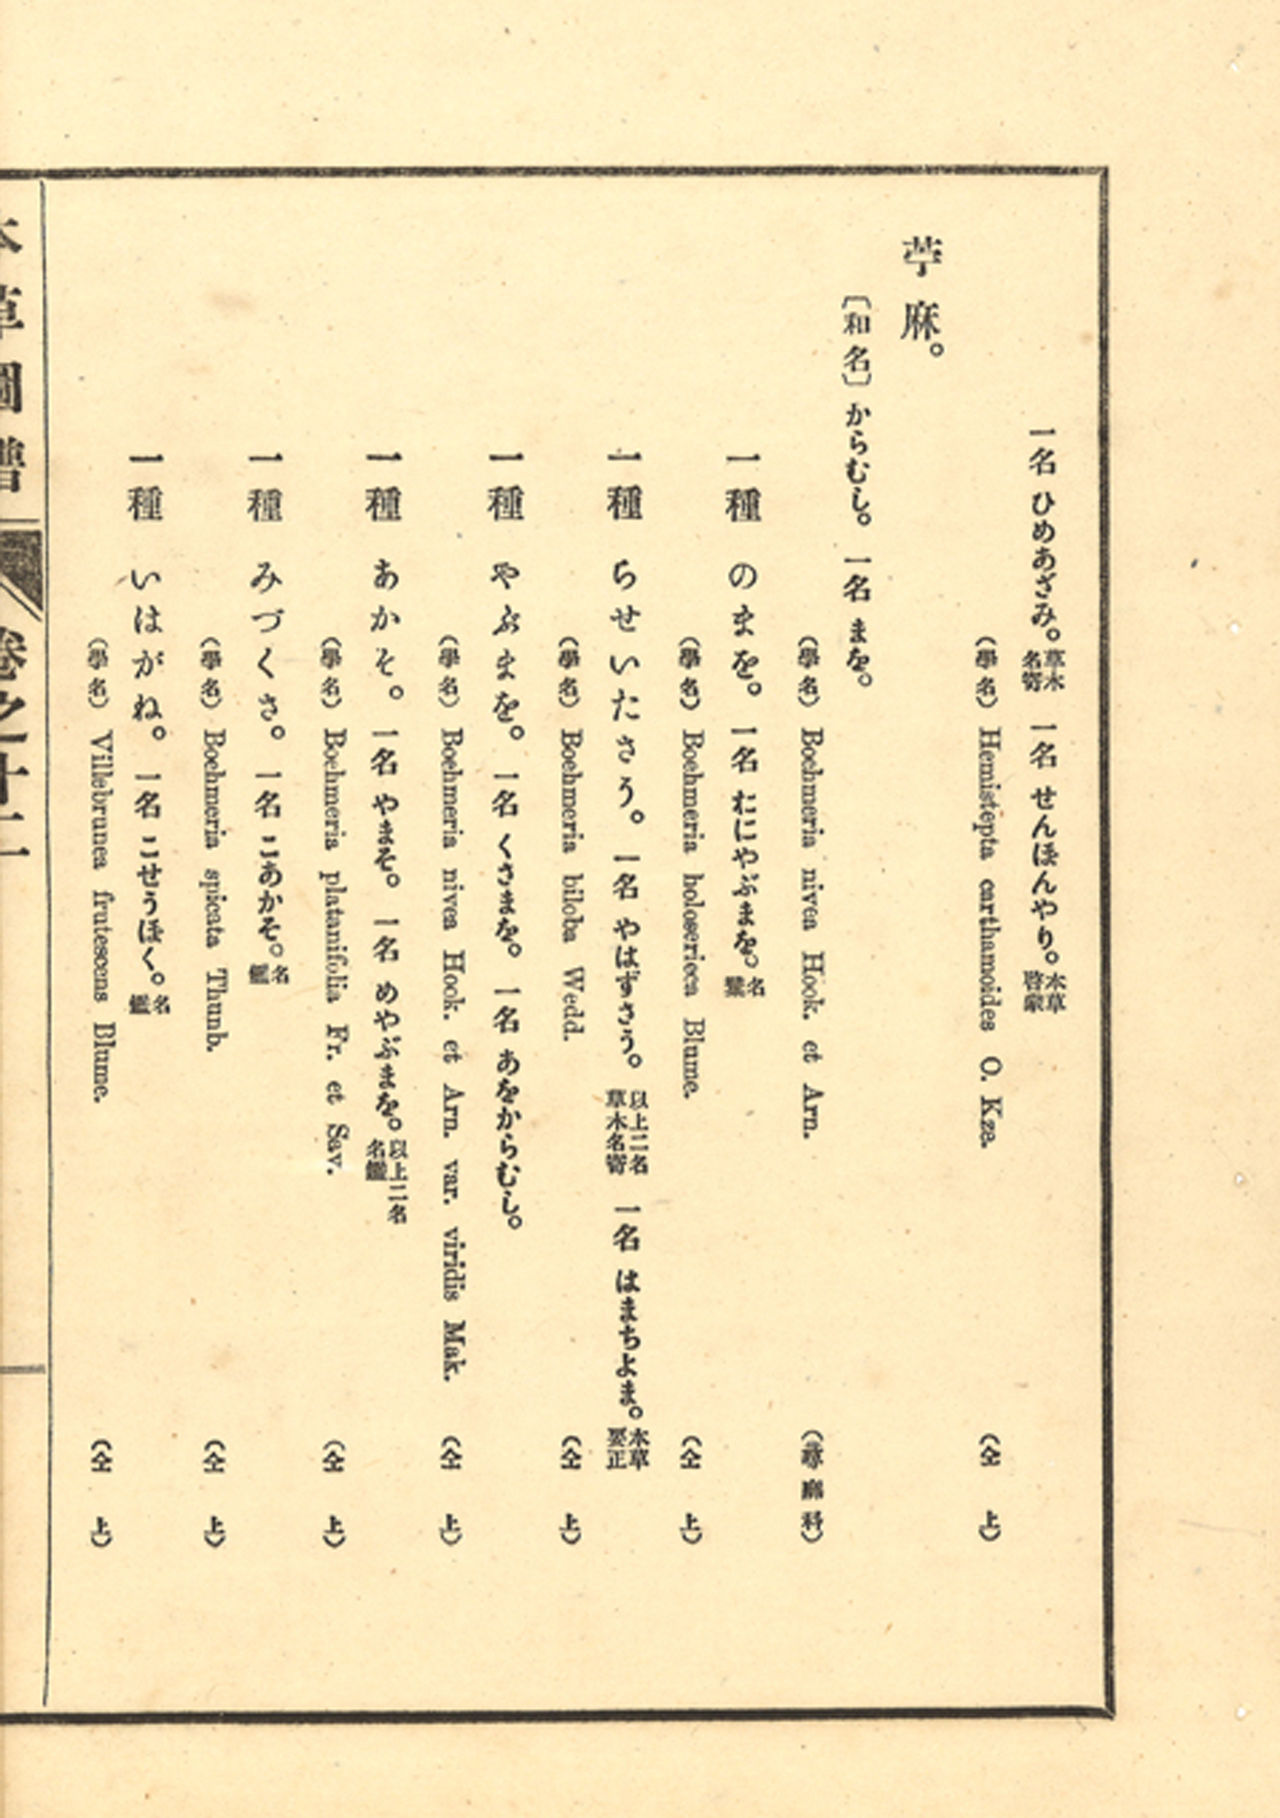 一名 ひめあざみ。草木名寄 一名 せんぼんやり。本草啓蒙
(學名) Hemistepta carthamoides O. Kze. (仝上)
苧麻。
〔和名〕からむし。一名 まを。
(學名) Boehmeria nivea Hook. et Arn. (蕁麻科)
一種 のまを。一名 おにやぶまを。名鑑
(學名) Boehmeria holosericea Blume. (仝上)
一種 らせいたさう。一名 やはずさう。以上二名草木名寄 一名 はまちよま。本草要正
(學名) Boehmeria biloba Wedd. (仝上)
一種 やぶまを。一名 くさまを。一名 あをからむし。
(學名) Boehmeria nivea Hook. et Arn. var. viridis Mak. (仝上)
一種 あかそ。一名 やまそ。一名 めやぶまを。以上二名名鑑
(學名) Boehmeria platanifolia Fr. et Sav. (仝上)
一種 みづくさ。一名 こあかそ。名鑑
(學名) Boehmeria spicata Thunb. (仝上)
一種 いはがね。一名 こせうぼく。名鑑
(學名) Villebrunea frutescens Blume. (仝上)
本草圖譜 卷之十二